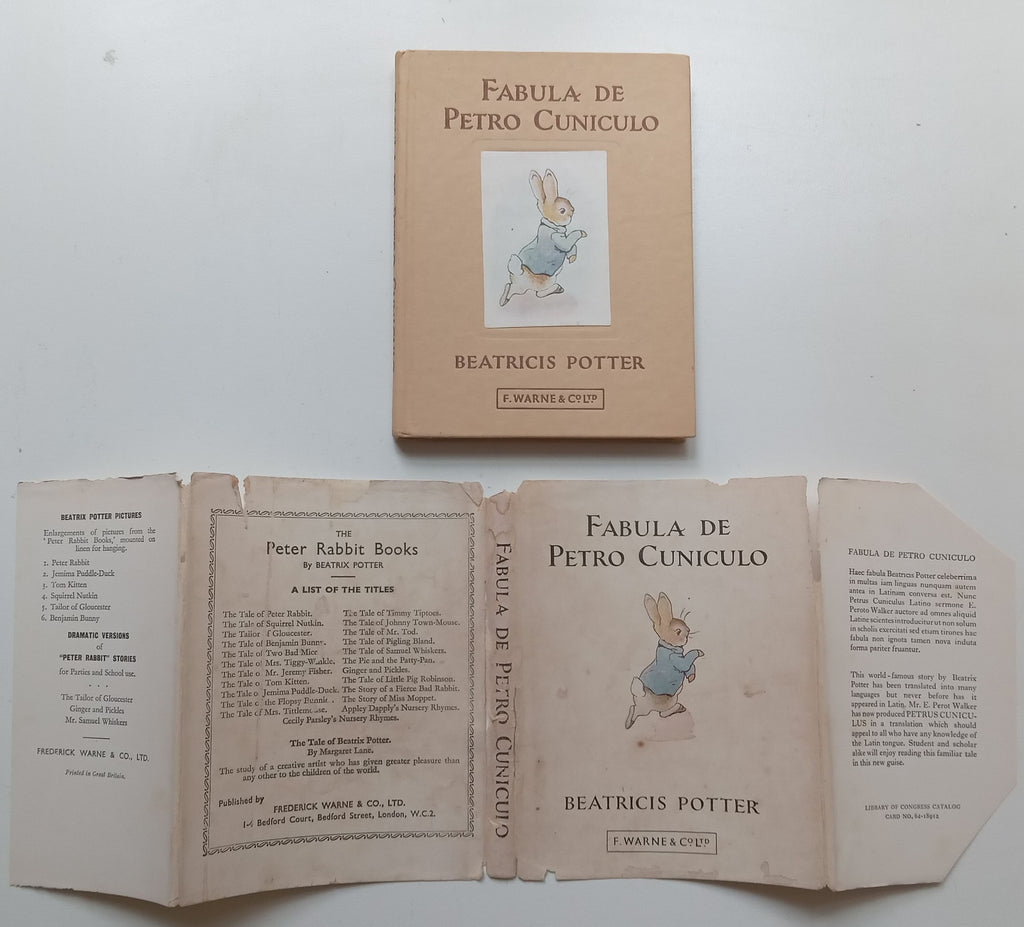 FABULA DE
PETRO CUNICULO
BEATRICIS POTTER
F. WARNE & Co LTD
BEATRIX POTTER PICTURES
Enlargements of pictures from the
'Peter Rabbit Books,' mounted on
linen for hanging.
1. Peter Rabbit
2. Jemima Puddle-Duck
3. Tom Kitten
4. Squirrel Nutkin
5. Tailor of Gloucester
6. Benjamin Bunny
DRAMATIC VERSIONS
OF
"PETER RABBIT" STORIES
for Parties and School use.
. . .
The Tailor of Gloucester
Ginger and Pickles
Mr. Samuel Whiskers
FREDERICK WARNE & CO., LTD.
Printed in Great Britain.
THE
Peter Rabbit Books
By BEATRIX POTTER
A LIST OF THE TITLES
The Tale of Peter Rabbit.
The Tale of Squirrel Nutkin.
The Tailor of Gloucester.
The Tale of Benjamin Bunny.
The Tale of Two Bad Mice
The Tale of Mrs. Tiggy-Winkle.
The Tale of Mr. Jeremy Fisher.
The Tale of Tom Kitten.
The Tale of Jemima Puddle-Duck.
The Tale of the Flopsy Bunnies.
The Tale of Mrs. Tittlemouse.
The Tale of Timmy Tiptoes.
The Tale of Johnny Town-Mouse.
The Tale of Mr. Tod.
The Tale of Pigling Bland.
The Tale of Samuel Whiskers.
The Pie and the Patty-Pan.
Ginger and Pickles.
The Tale of Little Pig Robinson.
The Story of a Fierce Bad Rabbit.
The Story of Miss Moppet.
Appley Dapply's Nursery Rhymes.
Cecily Parsley's Nursery Rhymes.
The Tale of Beatrix Potter.
By Margaret Lane.
The study of a creative artist who has given greater pleasure than
any other to the children of the world.
Published by
FREDERICK WARNE & CO., LTD.
1-4 Bedford Court, Bedford Street, London, W.C.2.
FABULA DE PETRO CUNICULO
FABULA DE
PETRO CUNICULO
BEATRICIS POTTER
F. WARNE & Co LTD
FABULA DE PETRO CUNICULO
Haec fabula Beatricis Potter celeberrima
in multas iam linguas nunquam autem
antea in Latinam conversa est. Nunc
Petrus Cuniculus Latino sermone E.
Peroto Walker auctore ad omnes aliquid
Latine scientes introducitur ut non solum
in scholis exercitati sed etiam tirones hac
fabula non ignota tamen nova induta
forma pariter fruantur.
This world-famous story by Beatrix
Potter has been translated into many
languages but never before has it
appeared in Latin. Mr. E. Perot Walker
has now produced PETRUS CUNICU-
LUS in a translation which should
appeal to all who have any knowledge of
the Latin tongue. Student and scholar
alike will enjoy reading this familiar tale
in this new guise.
LIBRARY OF CONGRESS CATALOG
CARD NO. 62-18912